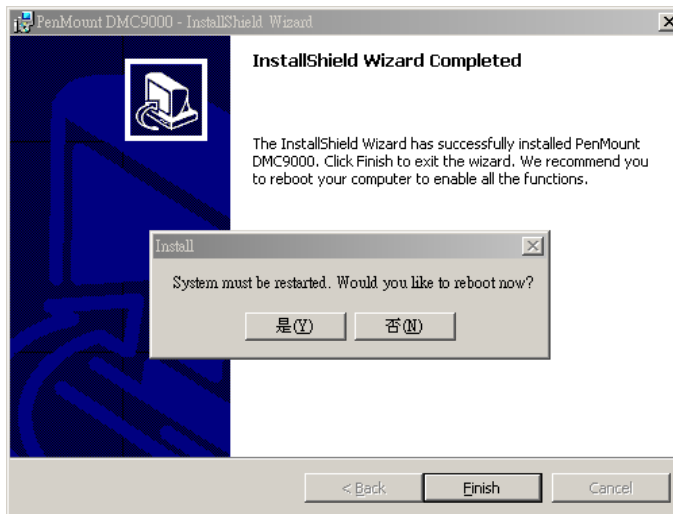 PenMount DMC9000 - InstallShield Wizard
InstallShield Wizard Completed
The InstallShield Wizard has successfully installed PenMount
DMC9000. Click Finish to exit the wizard. We recommend you
to reboot your computer to enable all the functions.
Install
System must be restarted. Would you like to reboot now?
是(Y) 否(N)
< Back Finish Cancel